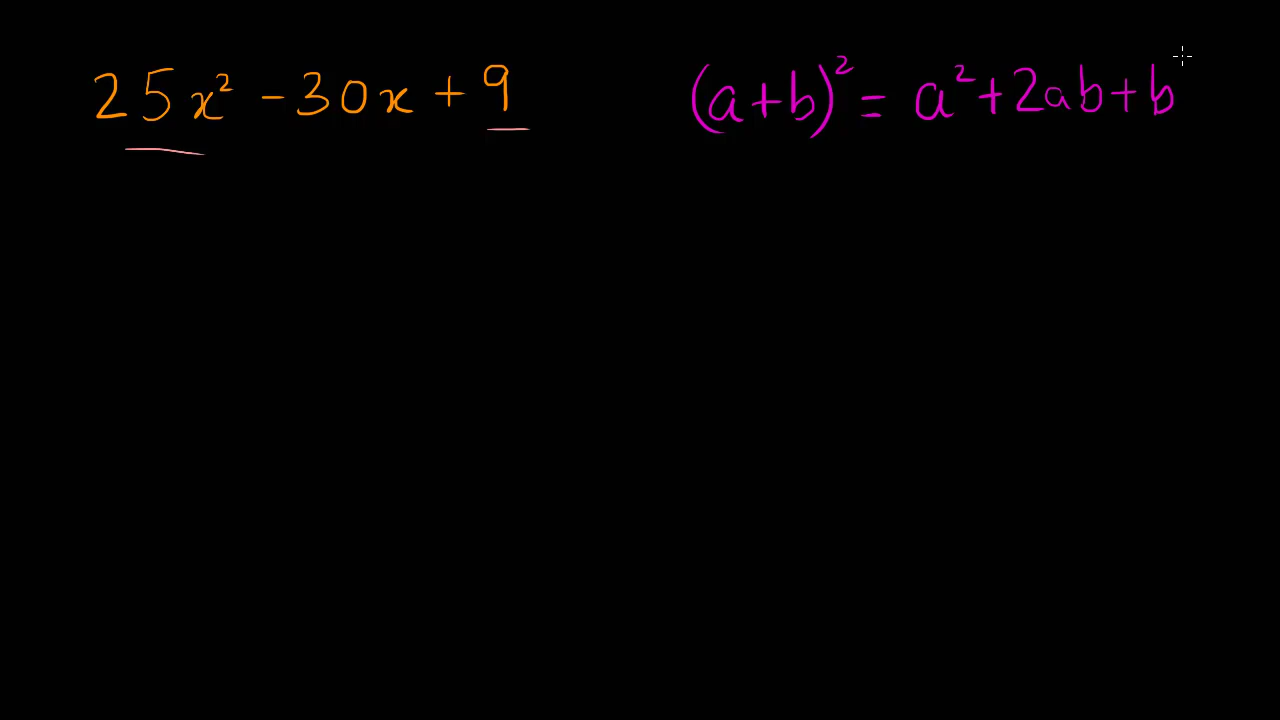 25x² - 30x + 9
(a+b)² = a² + 2ab + b